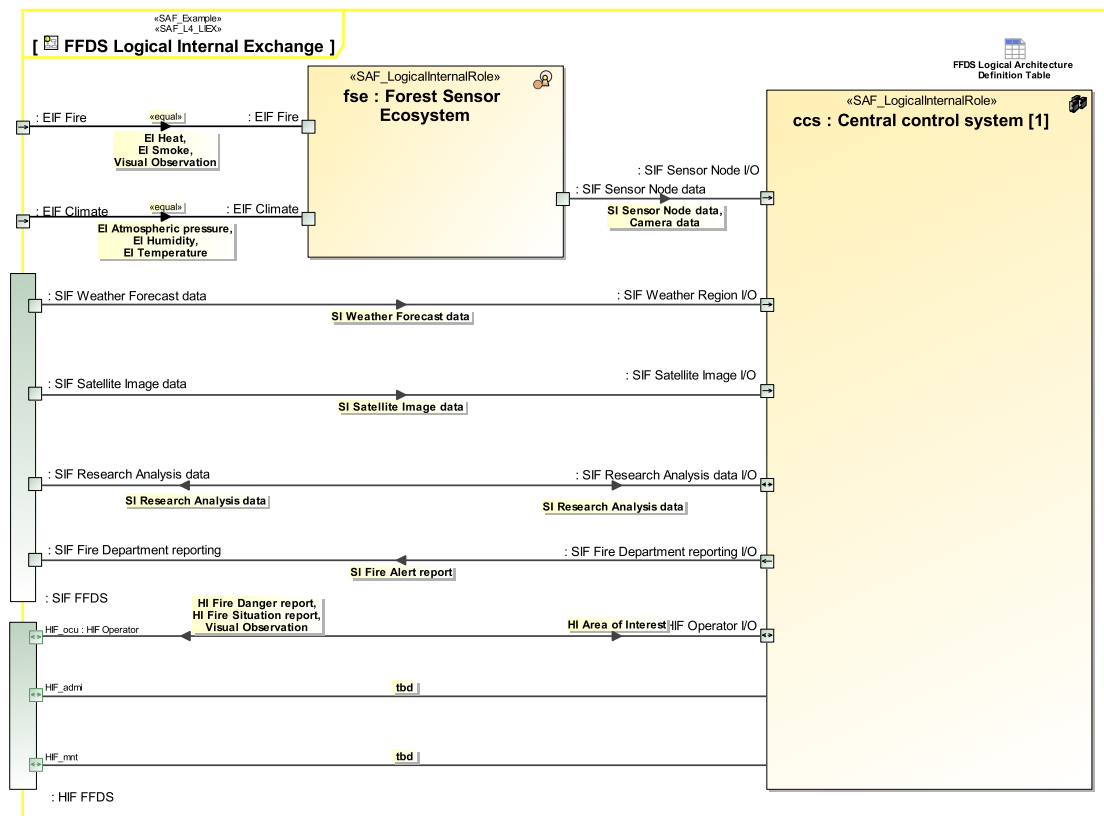 «SAF_Example»
«SAF_L4_LIEX»
[ FFDS Logical Internal Exchange ]
FFDS Logical Architecture
Definition Table
«SAF_LogicalInternalRole»
fse : Forest Sensor
Ecosystem
«SAF_LogicalInternalRole»
ccs : Central control system [1]
: EIF Fire
«equal»
: EIF Fire
EI Heat,
EI Smoke,
Visual Observation
: SIF Sensor Node I/O
: SIF Sensor Node data
SI Sensor Node data,
Camera data
: EIF Climate
«equal»
: EIF Climate
EI Atmospheric pressure,
EI Humidity,
EI Temperature
: SIF Weather Forecast data
: SIF Weather Region I/O
SI Weather Forecast data
: SIF Satellite Image data
: SIF Satellite Image I/O
SI Satellite Image data
: SIF Research Analysis data
: SIF Research Analysis data I/O
SI Research Analysis data
SI Research Analysis data
: SIF Fire Department reporting
: SIF Fire Department reporting I/O
SI Fire Alert report
: SIF FFDS
HI Fire Danger report,
HI Fire Situation report,
Visual Observation
HIF_ocu : HIF Operator
HI Area of Interest
HIF Operator I/O
HIF_admi
tbd
HIF_mnt
tbd
: HIF FFDS